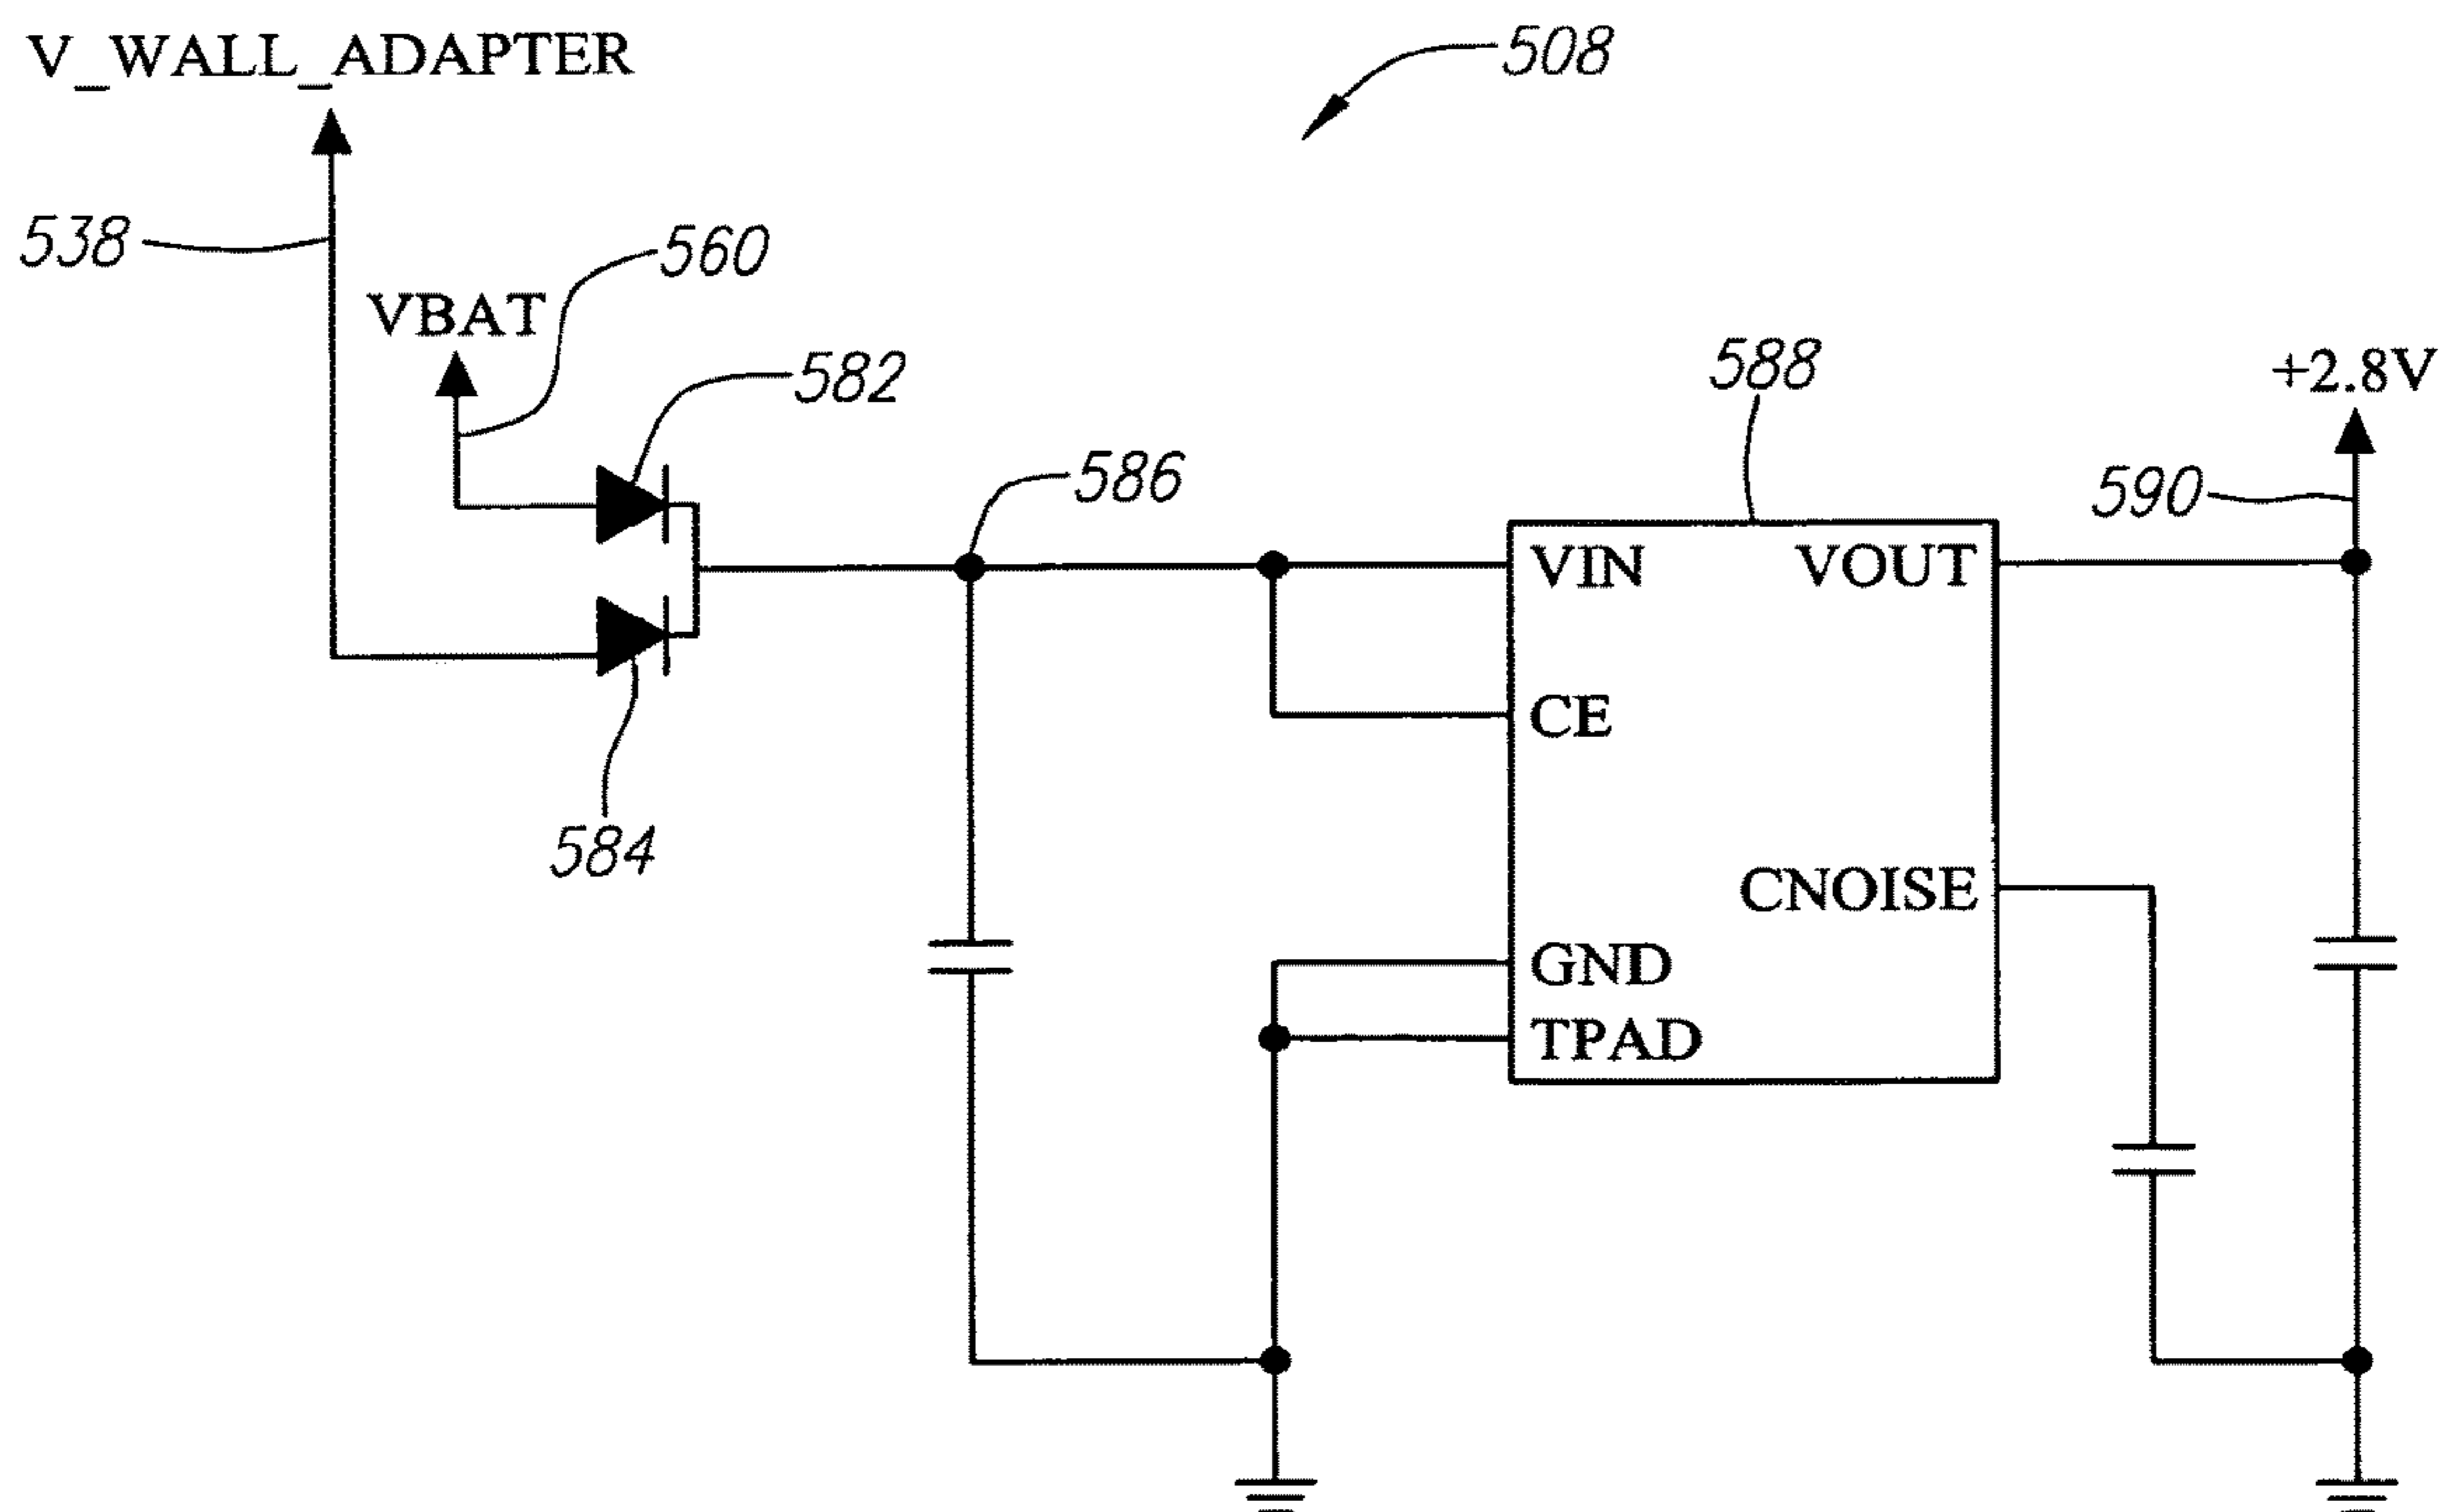 V_WALL_ADAPTER
508
538
560
VBAT
582
586
588
+2.8V
590
VIN
VOUT
CE
584
CNOISE
GND
TPAD